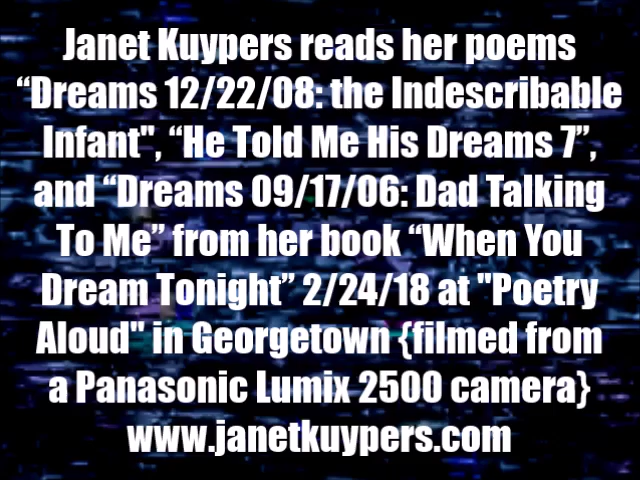 Janet Kuypers reads her poems
“Dreams 12/22/08: the Indescribable
Infant", “He Told Me His Dreams 7”,
and “Dreams 09/17/06: Dad Talking
To Me” from her book “When You
Dream Tonight” 2/24/18 at "Poetry
Aloud" in Georgetown {filmed from
a Panasonic Lumix 2500 camera}
www.janetkuypers.com